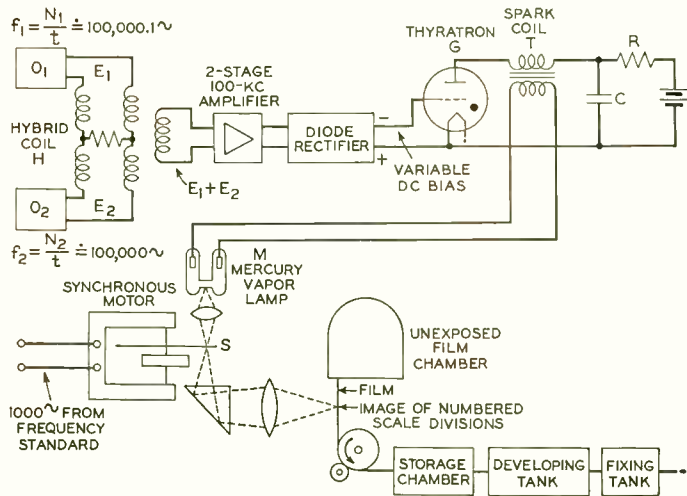 f₁ = N₁/t ≐ 100,000.1~
O₁
E₁
HYBRID
COIL
H
O₂
E₂
f₂ = N₂/t ≐ 100,000~
2-STAGE
100-KC
AMPLIFIER
E₁+E₂
DIODE
RECTIFIER
−
+
VARIABLE
DC BIAS
THYRATRON
G
SPARK
COIL
T
R
C
M
MERCURY
VAPOR
LAMP
SYNCHRONOUS
MOTOR
S
1000~ FROM
FREQUENCY
STANDARD
UNEXPOSED
FILM
CHAMBER
FILM
IMAGE OF NUMBERED
SCALE DIVISIONS
STORAGE
CHAMBER
DEVELOPING
TANK
FIXING
TANK